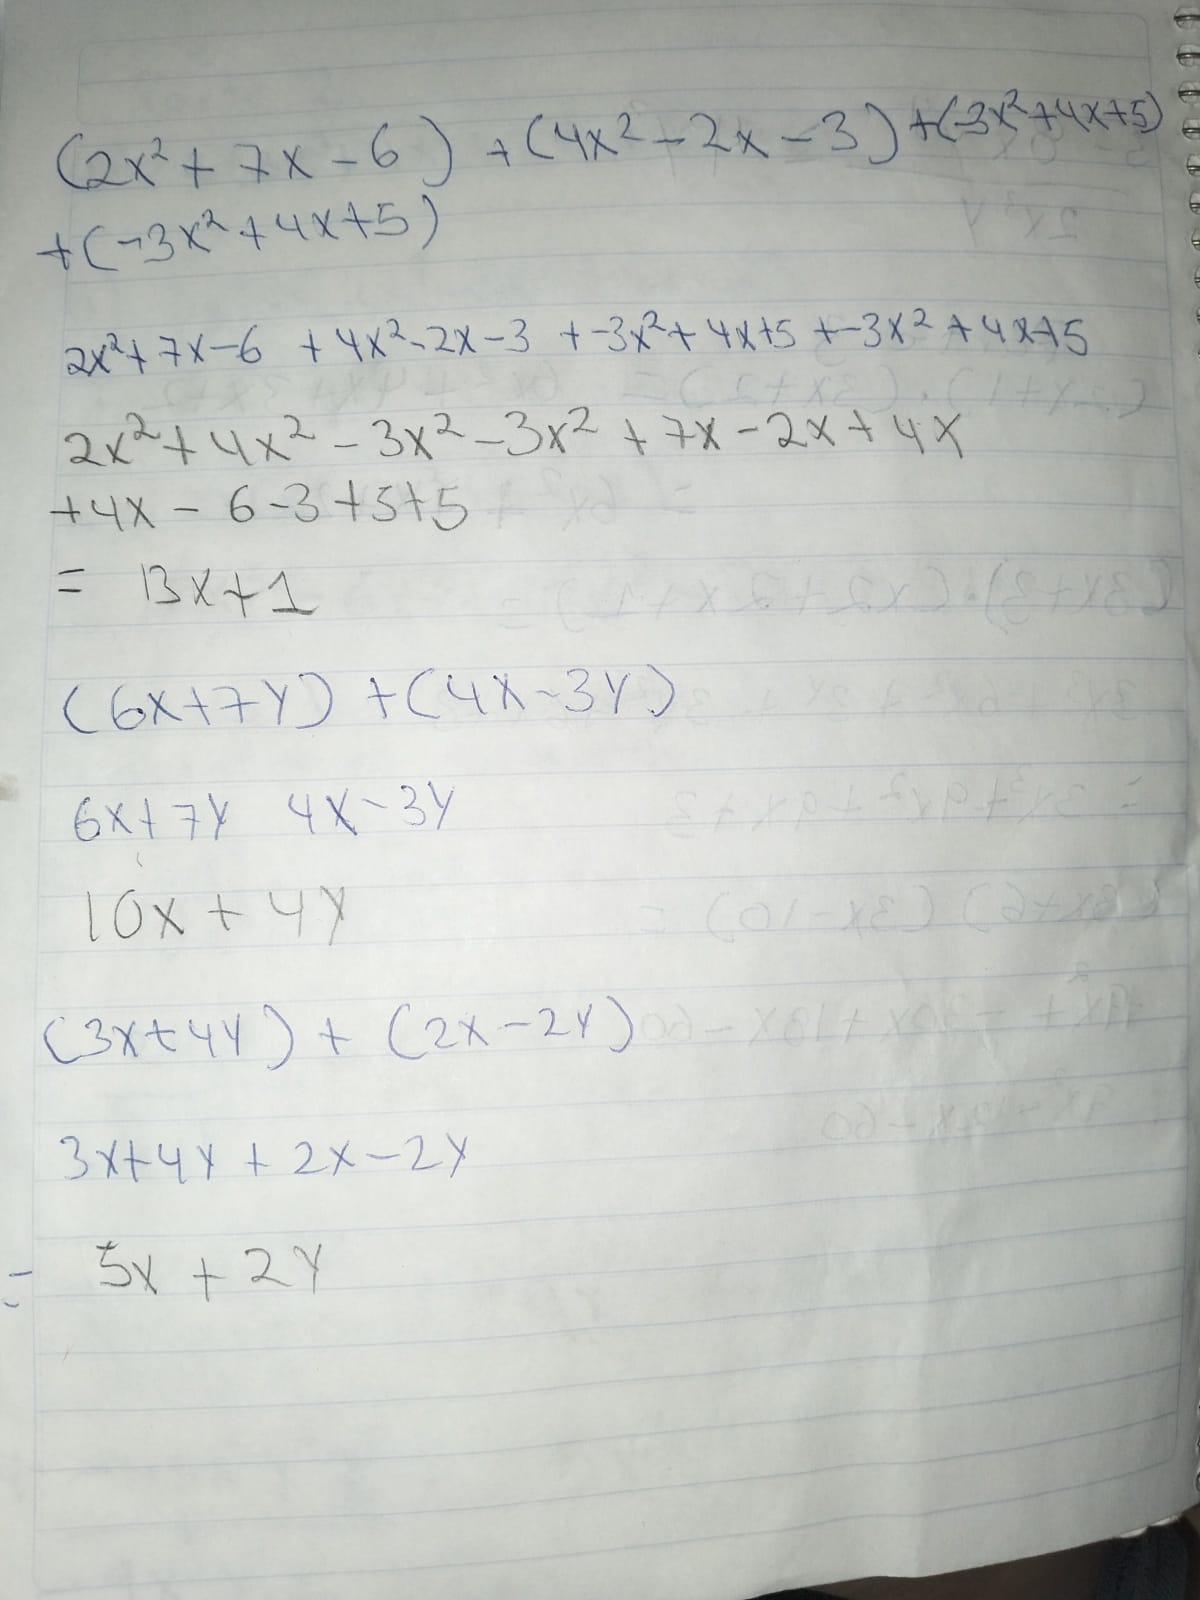 (2x² + 7x - 6) + (4x² - 2x - 3) + (-3x² + 4x + 5)
+ (-3x² + 4x + 5)
2x² + 7x - 6 + 4x² - 2x - 3 + -3x² + 4x + 5 + -3x² + 4x + 5
2x² + 4x² - 3x² - 3x² + 7x - 2x + 4x
+ 4x - 6 - 3 + 5 + 5
= 13x + 1
(6x + 7y) + (4x - 3y)
6x + 7y 4x - 3y
10x + 4y
(3x + 4y) + (2x - 2y)
3x + 4y + 2x - 2y
= 5x + 2y